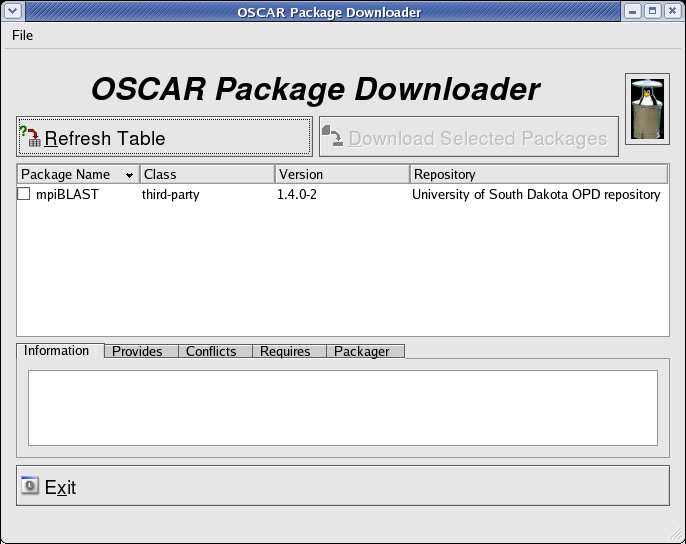 OSCAR Package Downloader
File
OSCAR Package Downloader
Refresh Table
Download Selected Packages
Package Name Class Version Repository
mpiBLAST third-party 1.4.0-2 University of South Dakota OPD repository
Information Provides Conflicts Requires Packager
Exit